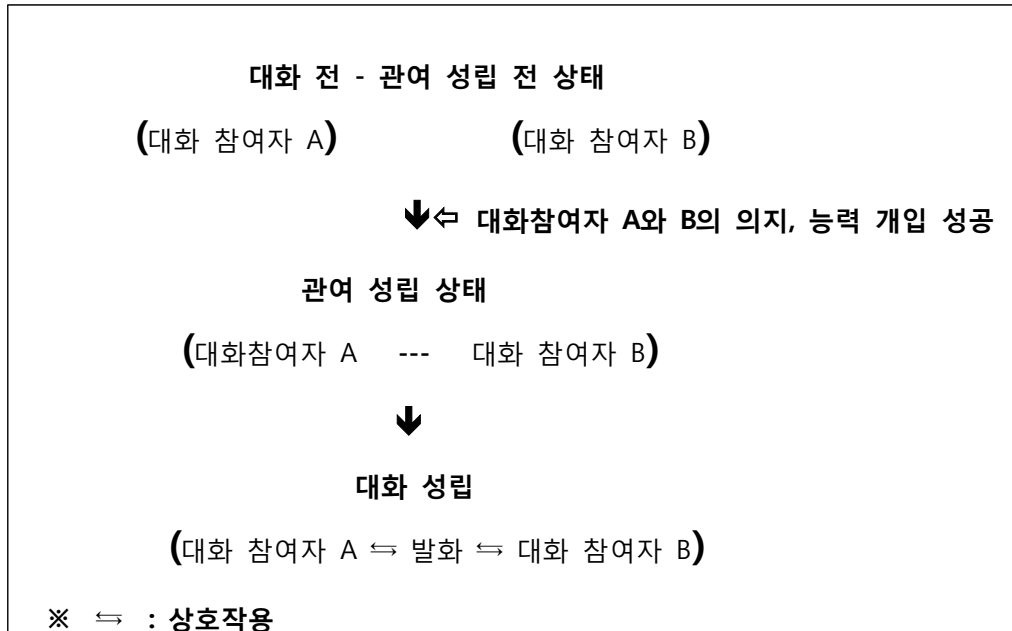 대화 전 - 관여 성립 전 상태
(대화 참여자 A) (대화 참여자 B)
🡻⇦ 대화참여자 A와 B의 의지, 능력 개입 성공
관여 성립 상태
(대화참여자 A --- 대화 참여자 B)
🡻
대화 성립
(대화 참여자 A ⇆ 발화 ⇆ 대화 참여자 B)
※ ⇆ : 상호작용